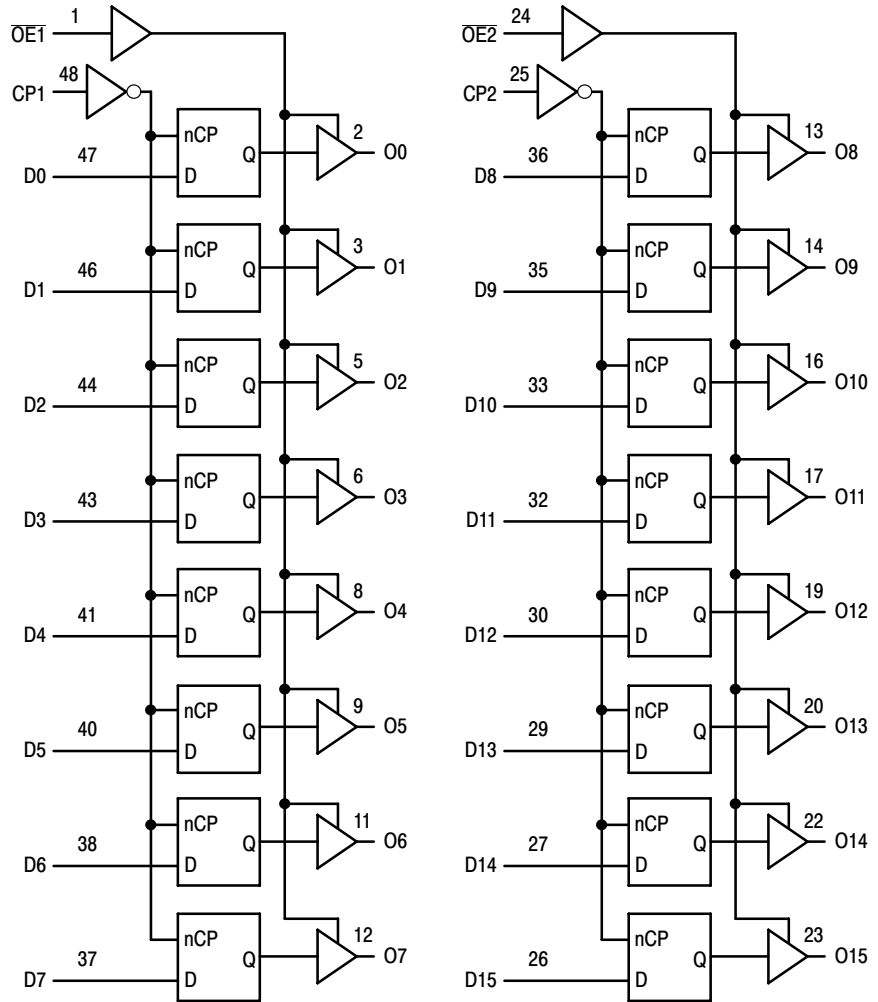 OE1 1
CP1 48
nCP
Q 2 O0
D0 47 D
nCP
Q 3 O1
D1 46 D
nCP
Q 5 O2
D2 44 D
nCP
Q 6 O3
D3 43 D
nCP
Q 8 O4
D4 41 D
nCP
Q 9 O5
D5 40 D
nCP
Q 11 O6
D6 38 D
nCP
Q 12 O7
D7 37 D
OE2 24
CP2 25
nCP
Q 13 O8
D8 36 D
nCP
Q 14 O9
D9 35 D
nCP
Q 16 O10
D10 33 D
nCP
Q 17 O11
D11 32 D
nCP
Q 19 O12
D12 30 D
nCP
Q 20 O13
D13 29 D
nCP
Q 22 O14
D14 27 D
nCP
Q 23 O15
D15 26 D